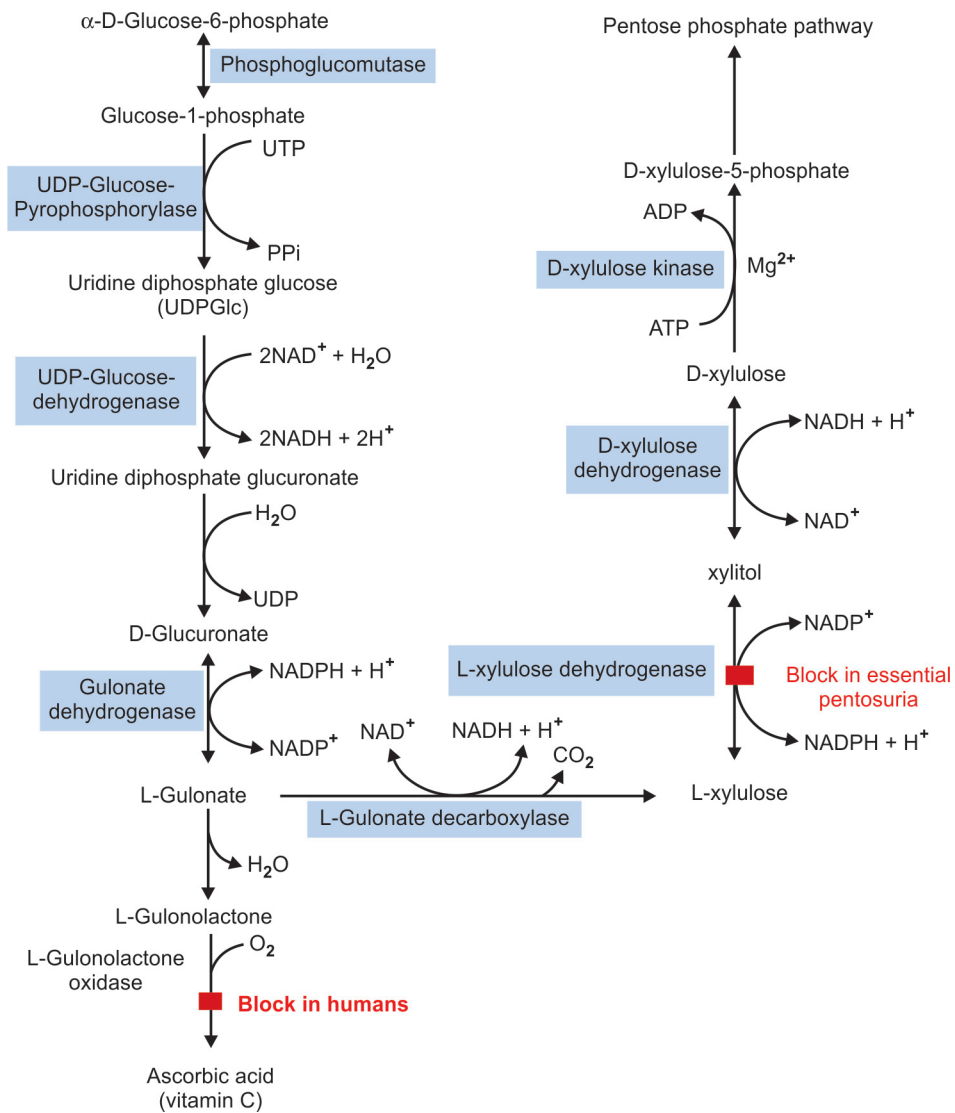 α-D-Glucose-6-phosphate
Phosphoglucomutase
Glucose-1-phosphate
UTP
UDP-Glucose-
Pyrophosphorylase
PPi
Uridine diphosphate glucose
(UDPGlc)
2NAD⁺ + H₂O
UDP-Glucose-
dehydrogenase
2NADH + 2H⁺
Uridine diphosphate glucuronate
H₂O
UDP
D-Glucuronate
NADPH + H⁺
Gulonate
dehydrogenase
NADP⁺
L-Gulonate
NAD⁺
NADH + H⁺
CO₂
L-Gulonate decarboxylase
H₂O
L-Gulonolactone
O₂
L-Gulonolactone
oxidase
Block in humans
Ascorbic acid
(vitamin C)
Pentose phosphate pathway
D-xylulose-5-phosphate
ADP
D-xylulose kinase
Mg²⁺
ATP
D-xylulose
NADH + H⁺
D-xylulose
dehydrogenase
NAD⁺
xylitol
NADP⁺
L-xylulose dehydrogenase
Block in essential
pentosuria
NADPH + H⁺
L-xylulose